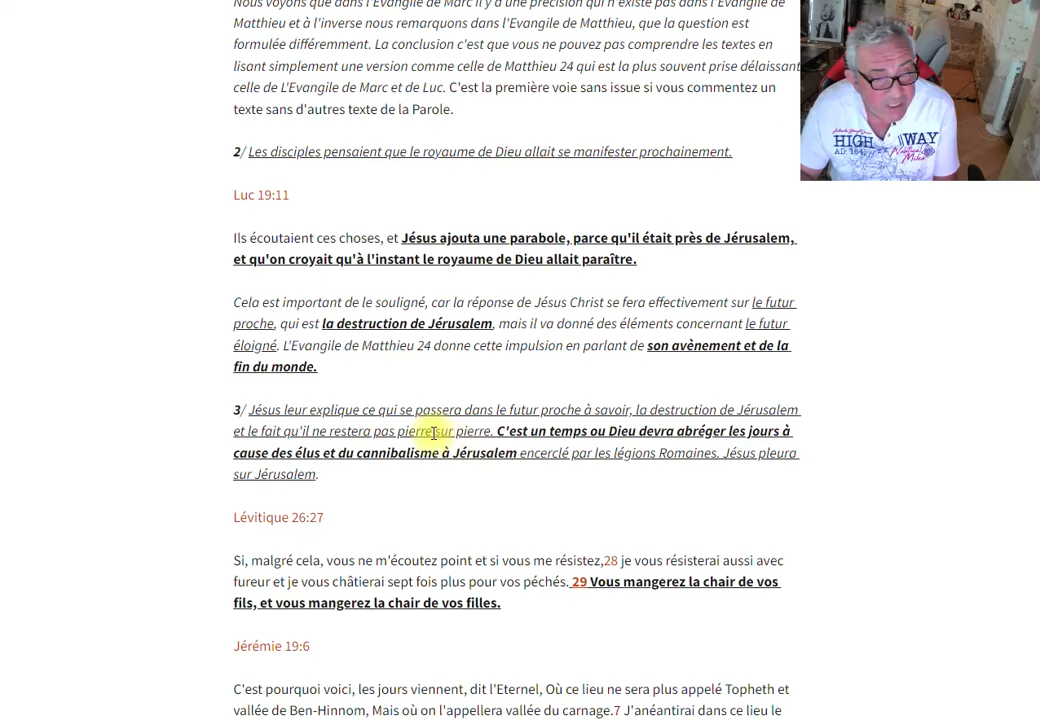 Nous voyons que dans l'Evangile de Marc il y a une précision qui n'existe pas dans l'Evangile de
Matthieu et à l'inverse nous remarquons dans l'Evangile de Matthieu, que la question est
formulée différemment. La conclusion c'est que vous ne pouvez pas comprendre les textes en
lisant simplement une version comme celle de Matthieu 24 qui est la plus souvent prise délaissant
celle de L'Evangile de Marc et de Luc. C'est la première voie sans issue si vous commentez un
texte sans d'autres texte de la Parole.
2/ Les disciples pensaient que le royaume de Dieu allait se manifester prochainement.
Luc 19:11
Ils écoutaient ces choses, et Jésus ajouta une parabole, parce qu'il était près de Jérusalem,
et qu'on croyait qu'à l'instant le royaume de Dieu allait paraître.
Cela est important de le souligné, car la réponse de Jésus Christ se fera effectivement sur le futur
proche, qui est la destruction de Jérusalem, mais il va donné des éléments concernant le futur
éloigné. L'Evangile de Matthieu 24 donne cette impulsion en parlant de son avènement et de la
fin du monde.
3/ Jésus leur explique ce qui se passera dans le futur proche à savoir, la destruction de Jérusalem
et le fait qu'il ne restera pas pierre sur pierre. C'est un temps ou Dieu devra abréger les jours à
cause des élus et du cannibalisme à Jérusalem encerclé par les légions Romaines. Jésus pleura
sur Jérusalem.
Lévitique 26:27
Si, malgré cela, vous ne m'écoutez point et si vous me résistez,28 je vous résisterai aussi avec
fureur et je vous châtierai sept fois plus pour vos péchés. 29 Vous mangerez la chair de vos
fils, et vous mangerez la chair de vos filles.
Jérémie 19:6
C'est pourquoi voici, les jours viennent, dit l'Eternel, Où ce lieu ne sera plus appelé Topheth et
vallée de Ben-Hinnom, Mais où on l'appellera vallée du carnage.7 J'anéantirai dans ce lieu le
HIGH WAY